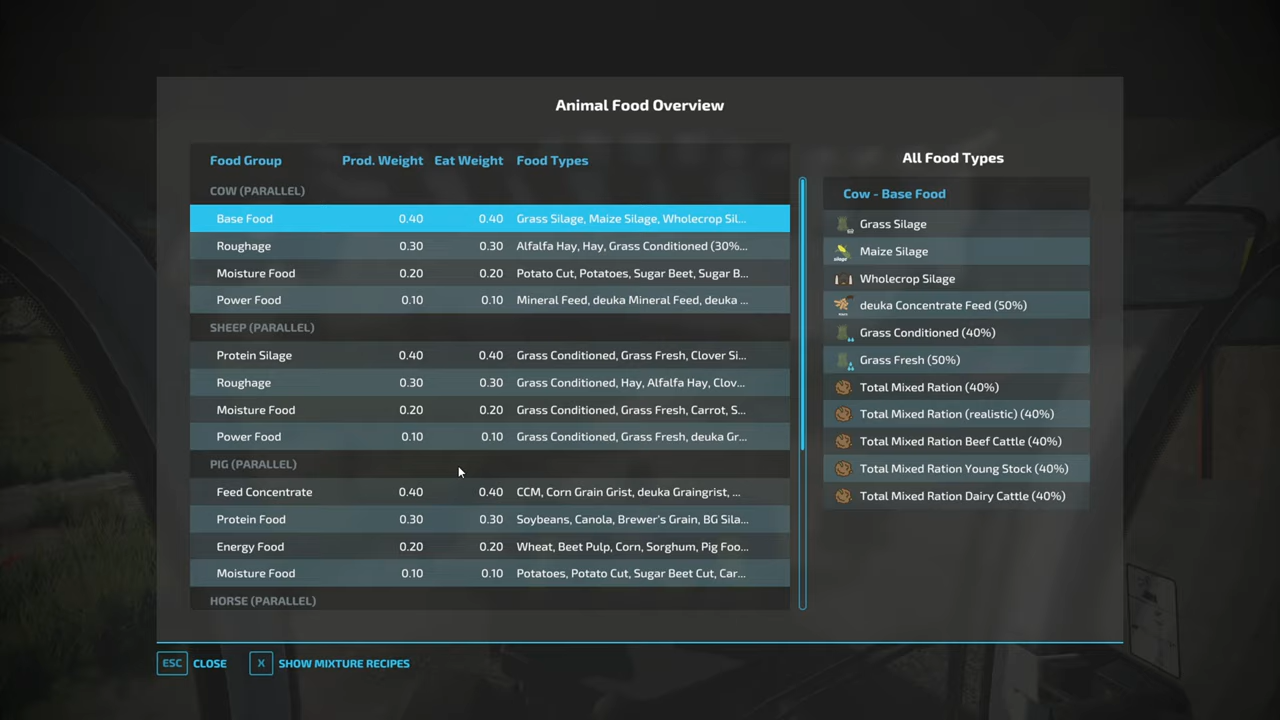 Animal Food Overview
Food Group Prod. Weight Eat Weight Food Types
COW (PARALLEL)
Base Food 0.40 0.40 Grass Silage, Maize Silage, Wholecrop Sil...
Roughage 0.30 0.30 Alfalfa Hay, Hay, Grass Conditioned (30%...
Moisture Food 0.20 0.20 Potato Cut, Potatoes, Sugar Beet, Sugar B...
Power Food 0.10 0.10 Mineral Feed, deuka Mineral Feed, deuka ...
SHEEP (PARALLEL)
Protein Silage 0.40 0.40 Grass Conditioned, Grass Fresh, Clover Si...
Roughage 0.30 0.30 Grass Conditioned, Hay, Alfalfa Hay, Clov...
Moisture Food 0.20 0.20 Grass Conditioned, Grass Fresh, Carrot, S...
Power Food 0.10 0.10 Grass Conditioned, Grass Fresh, deuka Gr...
PIG (PARALLEL)
Feed Concentrate 0.40 0.40 CCM, Corn Grain Grist, deuka Graingrist, ...
Protein Food 0.30 0.30 Soybeans, Canola, Brewer's Grain, BG Sila...
Energy Food 0.20 0.20 Wheat, Beet Pulp, Corn, Sorghum, Pig Foo...
Moisture Food 0.10 0.10 Potatoes, Potato Cut, Sugar Beet Cut, Car...
HORSE (PARALLEL)
All Food Types
Cow - Base Food
Grass Silage
Maize Silage
Wholecrop Silage
deuka Concentrate Feed (50%)
Grass Conditioned (40%)
Grass Fresh (50%)
Total Mixed Ration (40%)
Total Mixed Ration (realistic) (40%)
Total Mixed Ration Beef Cattle (40%)
Total Mixed Ration Young Stock (40%)
Total Mixed Ration Dairy Cattle (40%)
ESC CLOSE X SHOW MIXTURE RECIPES